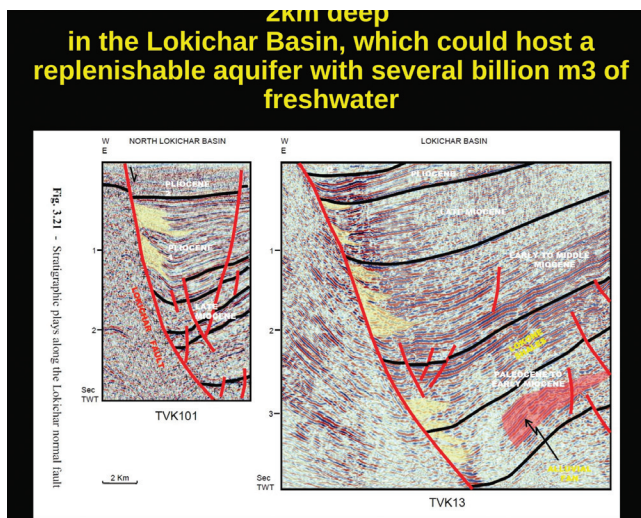 2km deep
in the Lokichar Basin, which could host a
replenishable aquifer with several billion m3 of
freshwater
W
E
NORTH LOKICHAR BASIN
PLIOCENE
PLIOCENE
LATE
MIOCENE
LOKICHAR FAULT
1
2
Sec
TWT
TVK101
2 Km
Fig. 3.21 - Stratigraphic plays along the Lokichar normal fault
W
E
LOKICHAR BASIN
PLIOCENE
LATE MIOCENE
EARLY TO MIDDLE
MIOCENE
PALEOCENE TO
EARLY MIOCENE
1
2
3
Sec
TWT
TVK13